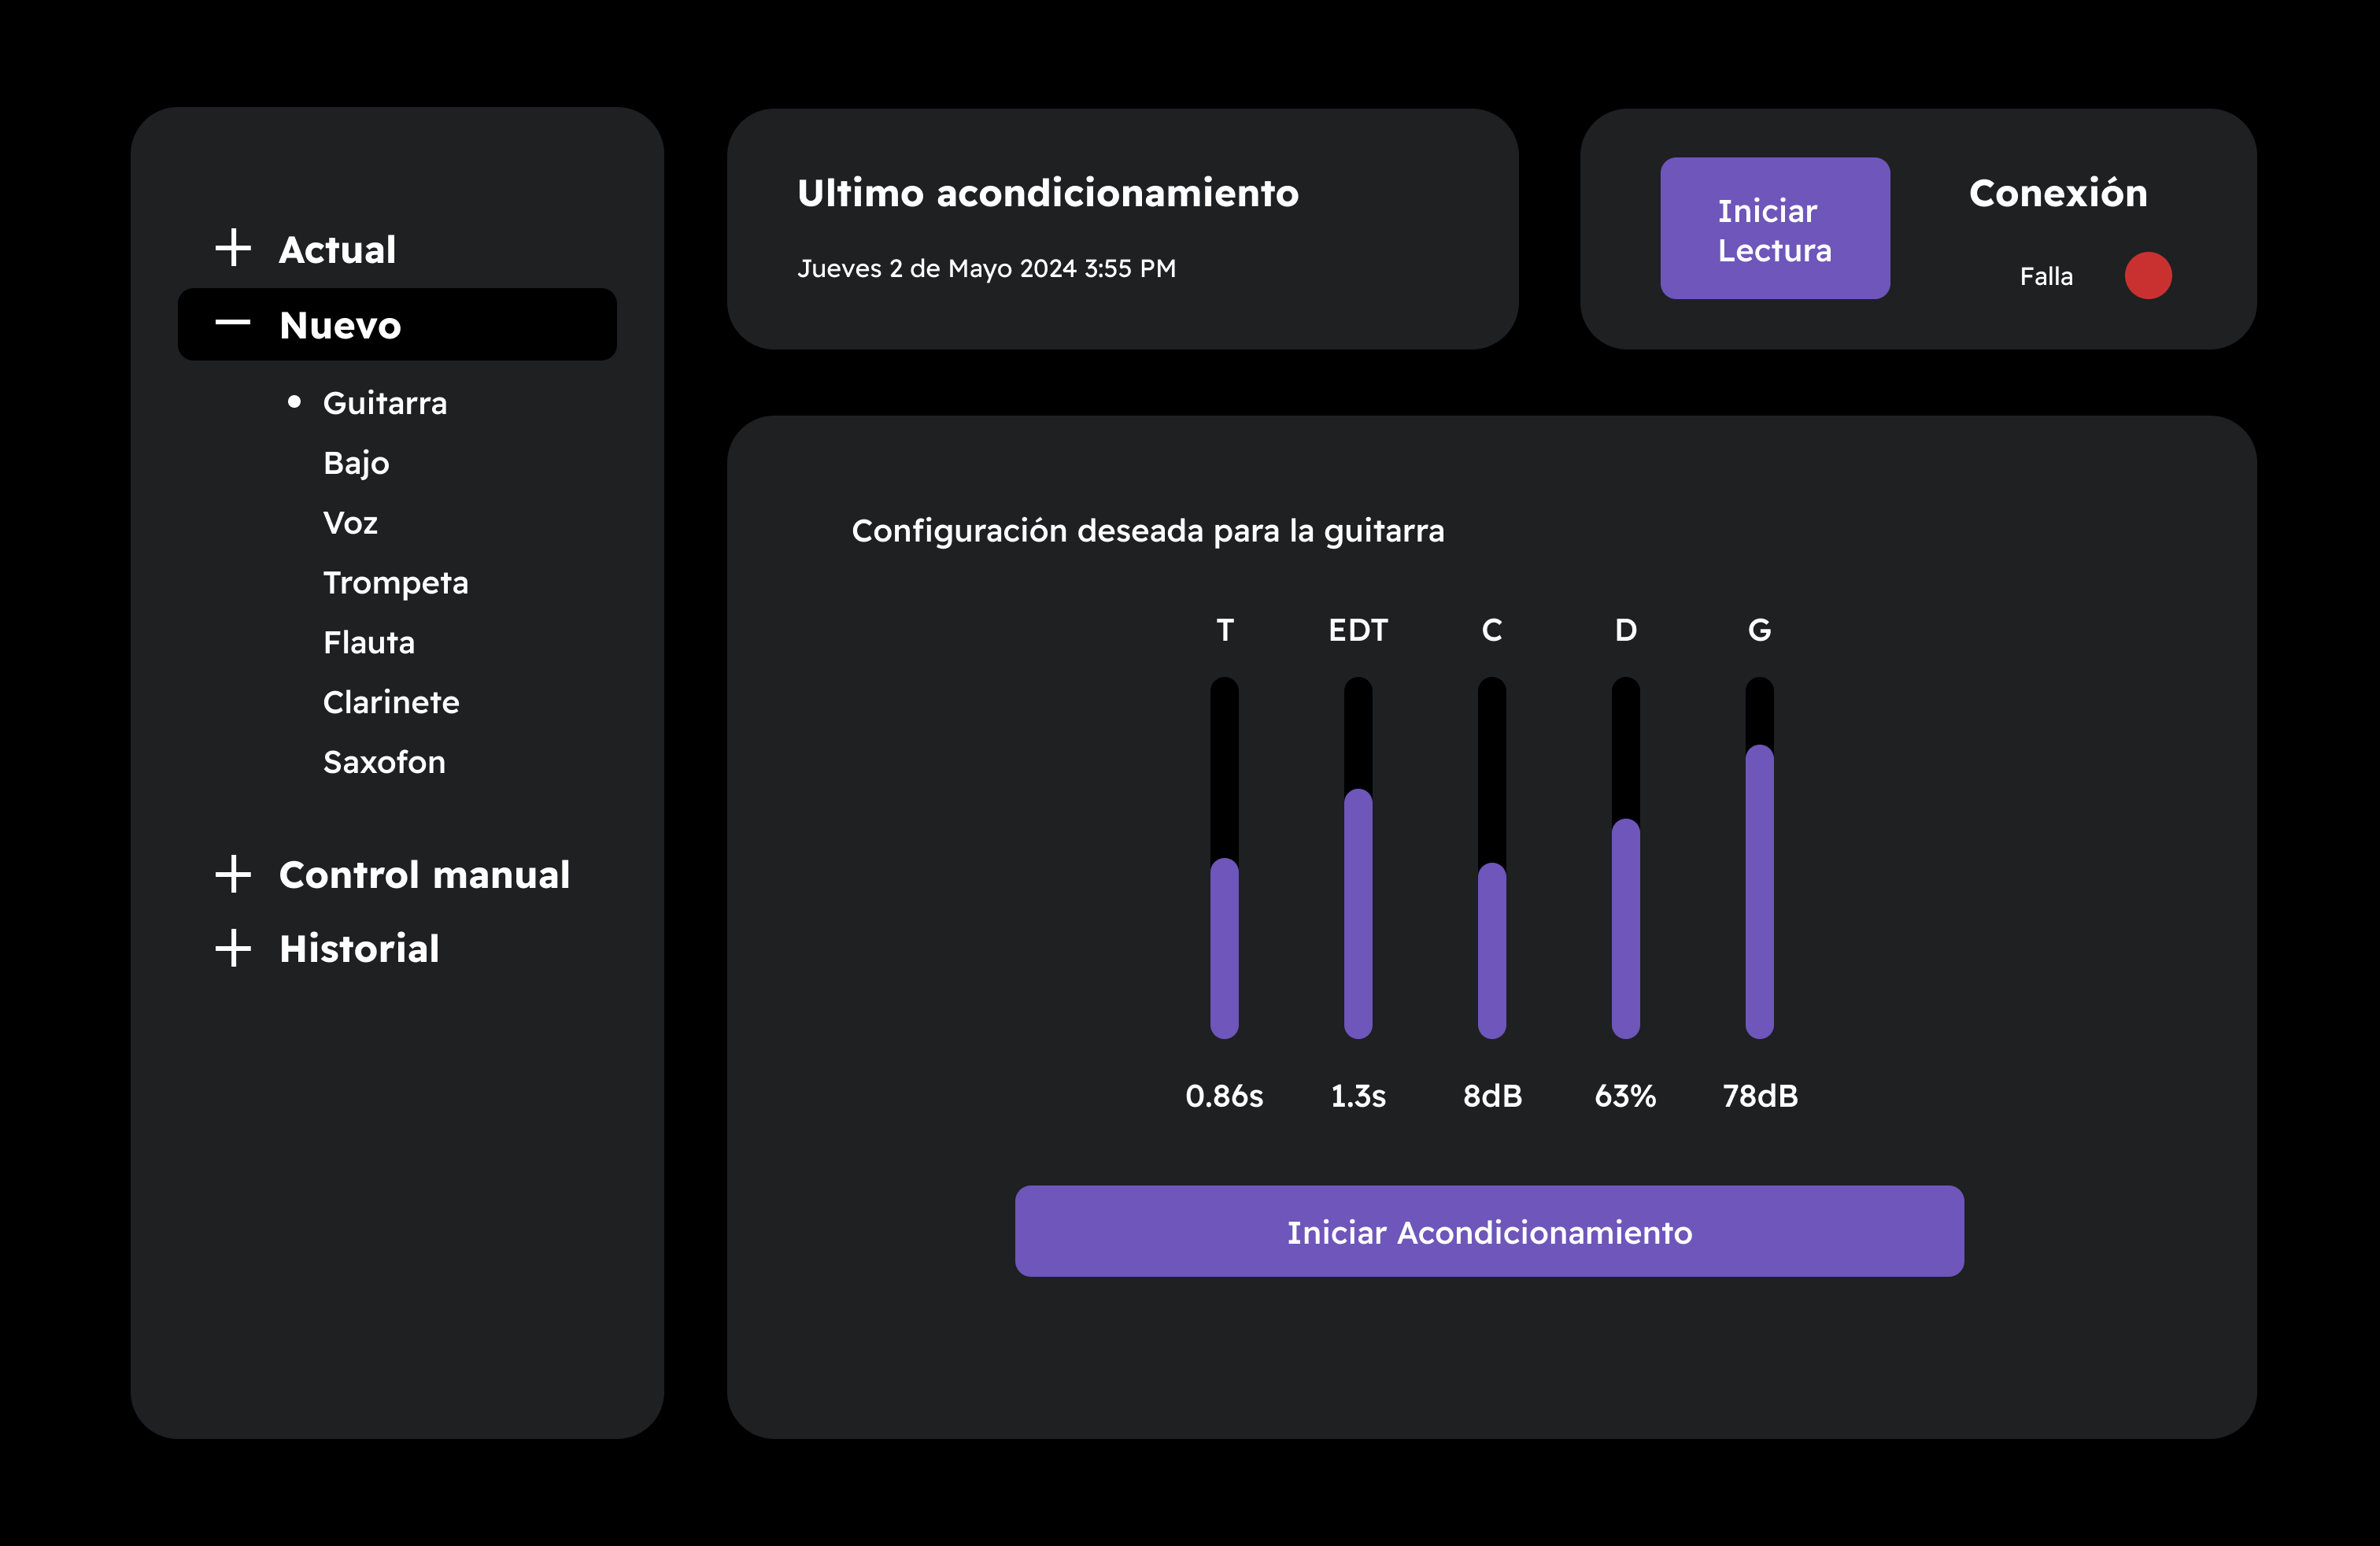 Actual
Nuevo
Guitarra
Bajo
Voz
Trompeta
Flauta
Clarinete
Saxofon
Control manual
Historial
Ultimo acondicionamiento
Jueves 2 de Mayo 2024 3:55 PM
Iniciar
Lectura
Conexión
Falla
Configuración deseada para la guitarra
T EDT C D G
0.86s 1.3s 8dB 63% 78dB
Iniciar Acondicionamiento